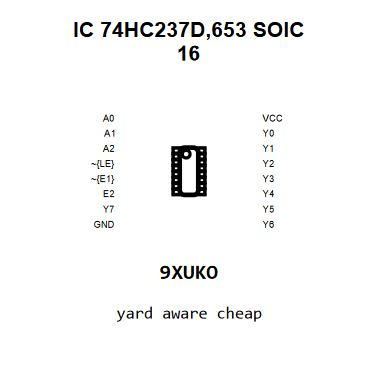 IC 74HC237D,653 SOIC
16
A0 VCC
A1 Y0
A2 Y1
~{LE} Y2
~{E1} Y3
E2 Y4
Y7 Y5
GND Y6
9XUKO
yard aware cheap